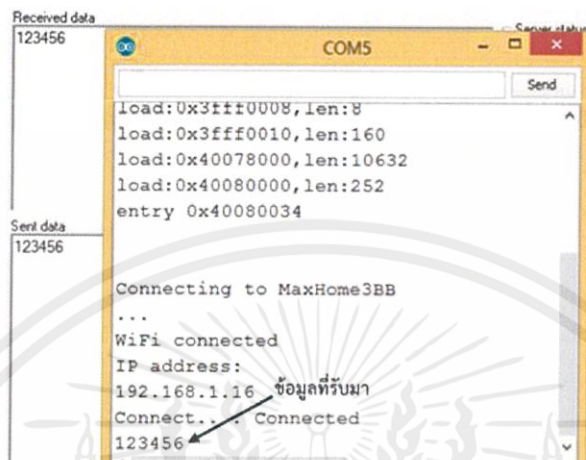 Received data
123456
Server status
COM5
Send
load:0x3fff0008,len:8
load:0x3fff0010,len:160
load:0x40078000,len:10632
load:0x40080000,len:252
entry 0x40080034
Sent data
123456
Connecting to MaxHome3BB
...
WiFi connected
IP address:
192.168.1.16
ข้อมูลที่รับมา
Connect.... Connected
123456